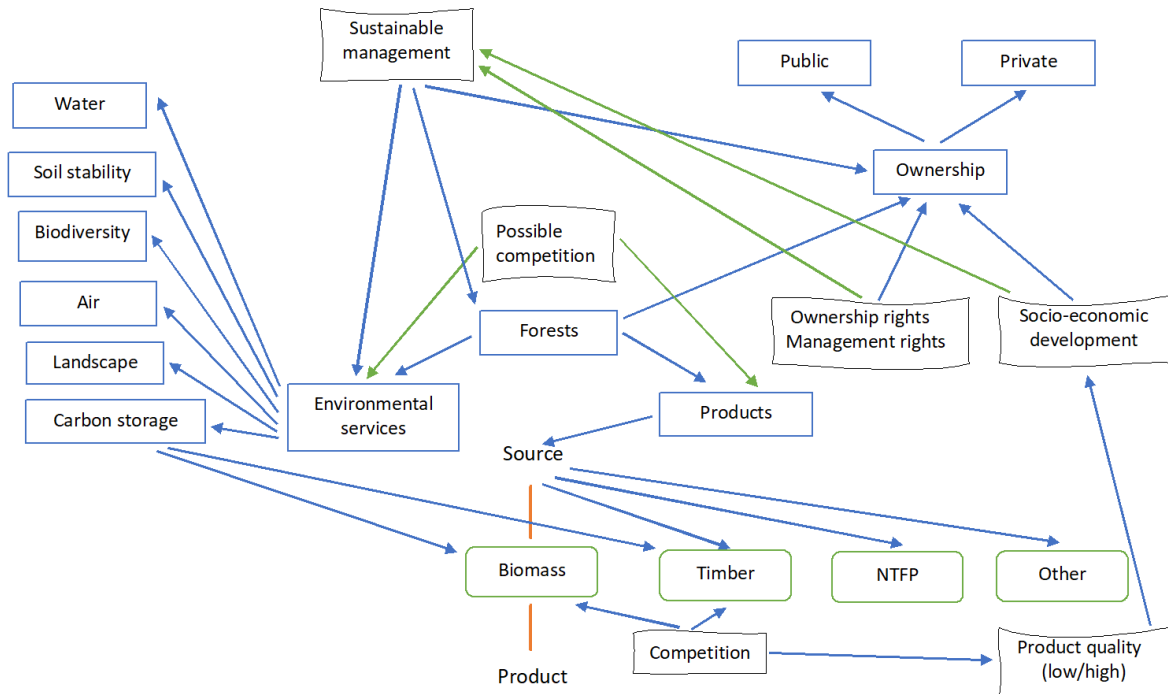 Sustainable
management
Public
Private
Water
Ownership
Soil stability
Biodiversity
Possible
competition
Air
Ownership rights
Management rights
Socio-economic
development
Forests
Landscape
Environmental
services
Products
Carbon storage
Source
Biomass
Timber
NTFP
Other
Competition
Product quality
(low/high)
Product